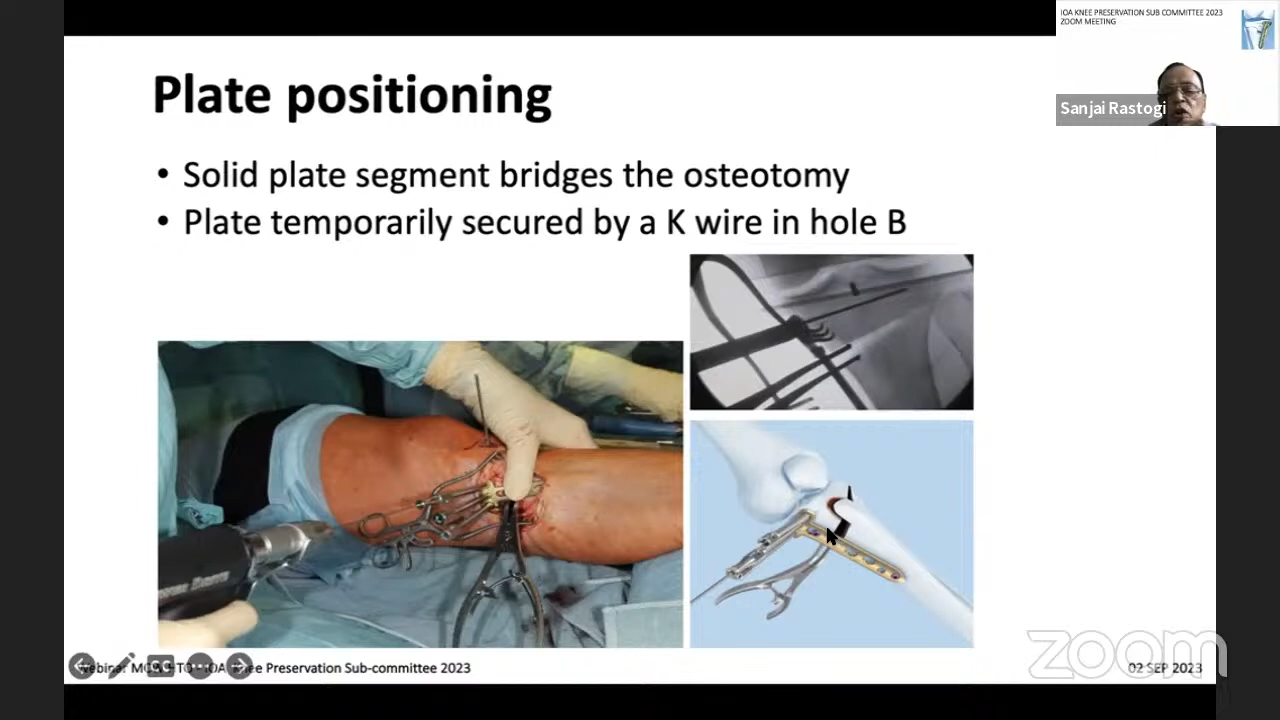 IOA KNEE PRESERVATION SUB COMMITTEE 2023
ZOOM MEETING
Sanjai Rastogi
Plate positioning
• Solid plate segment bridges the osteotomy
• Plate temporarily secured by a K wire in hole B
zoom
Knee Preservation Sub-committee 2023
02 SEP 2023